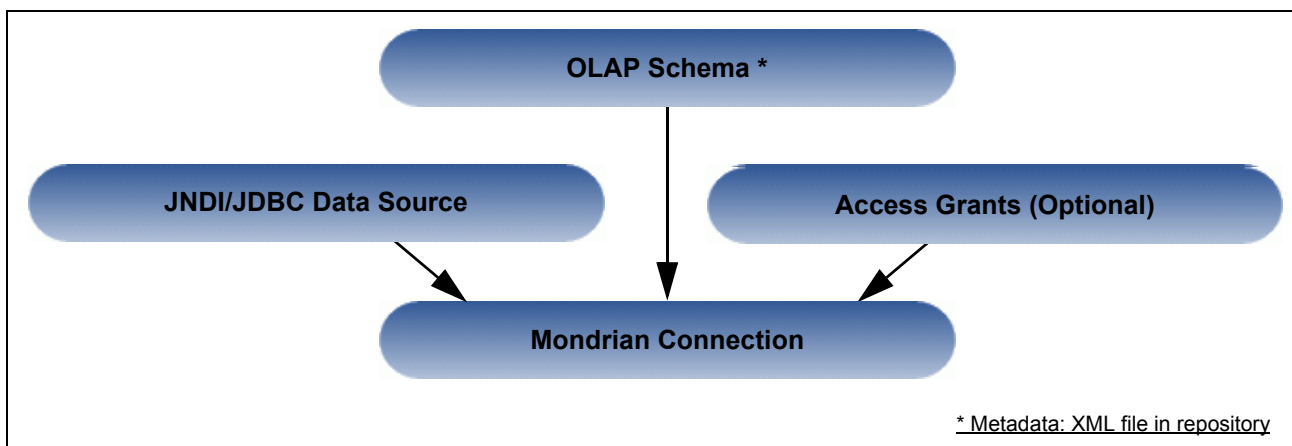 OLAP Schema *
JNDI/JDBC Data Source
Access Grants (Optional)
Mondrian Connection
* Metadata: XML file in repository